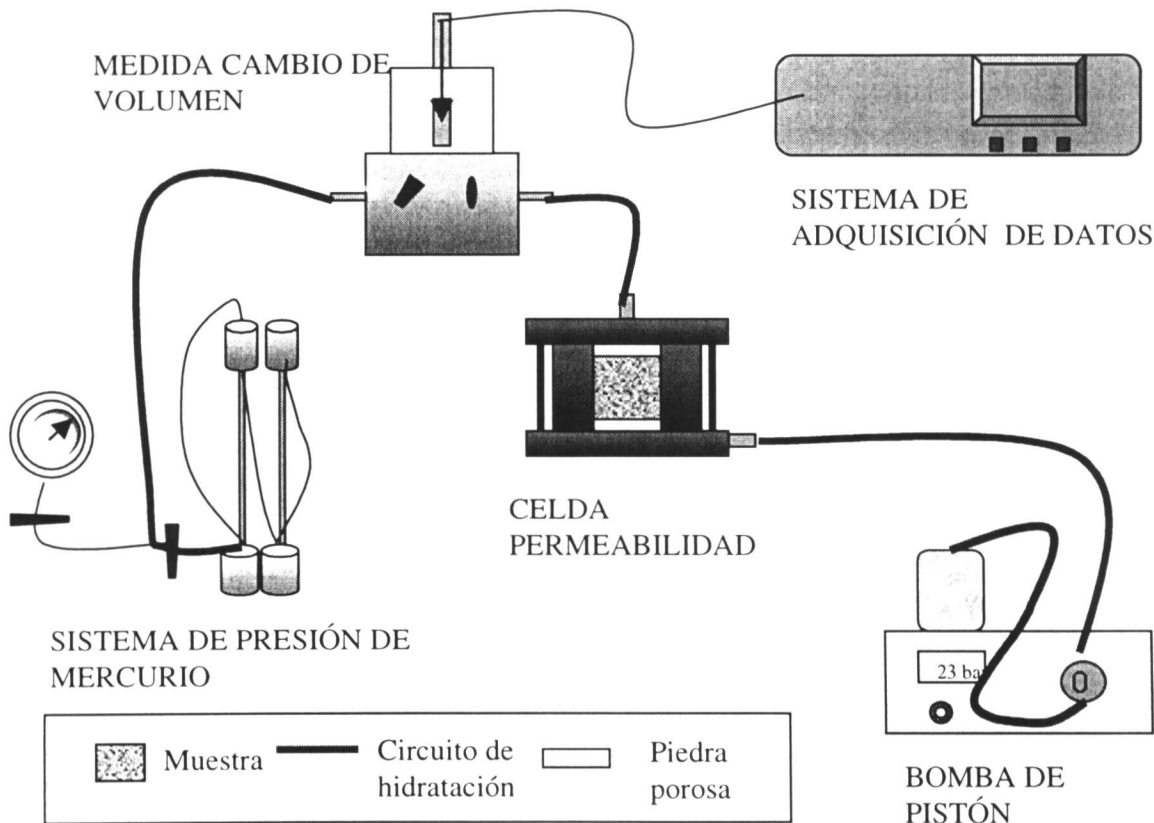 MEDIDA CAMBIO DE
VOLUMEN
SISTEMA DE
ADQUISICIÓN DE DATOS
CELDA
PERMEABILIDAD
SISTEMA DE PRESIÓN DE
MERCURIO
23 ba
BOMBA DE
PISTÓN
Muestra
Circuito de
hidratación
Piedra
porosa